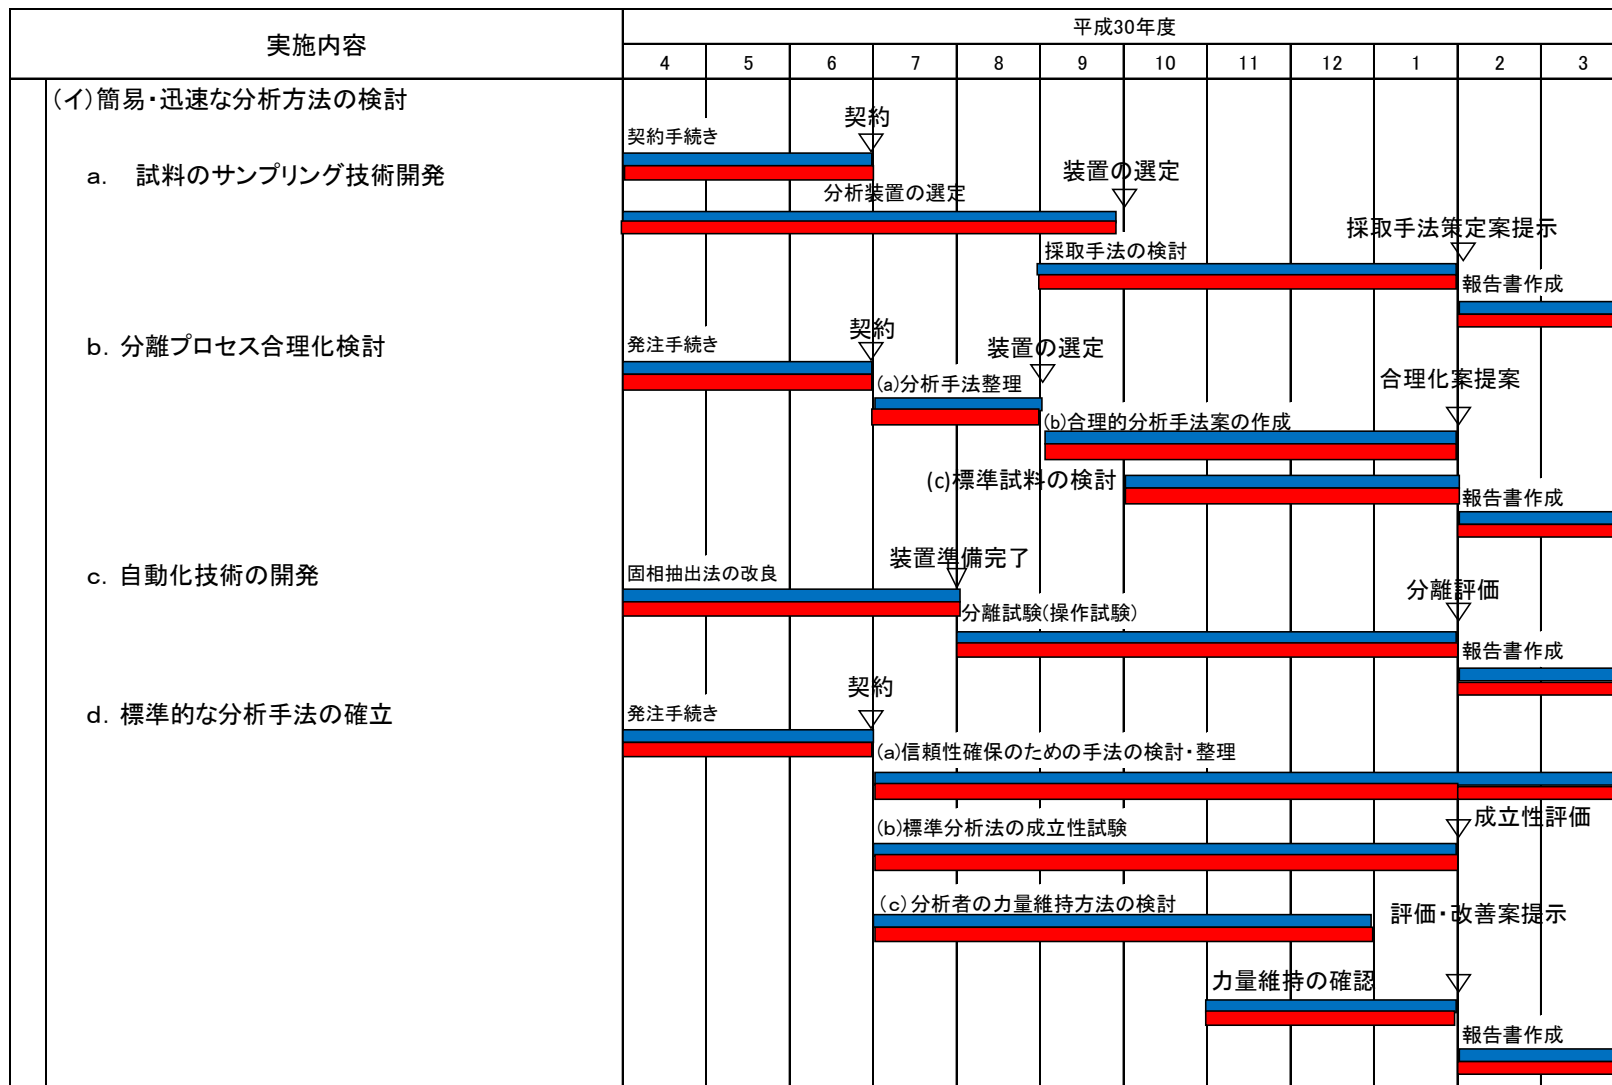 実施内容
平成30年度
4 5 6 7 8 9 10 11 12 1 2 3
(イ)簡易・迅速な分析方法の検討
契約
契約手続き
a. 試料のサンプリング技術開発
装置の選定
分析装置の選定
採取手法策定案提示
採取手法の検討
報告書作成
契約
b. 分離プロセス合理化検討
発注手続き
装置の選定
(a)分析手法整理
合理化案提案
(b)合理的分析手法案の作成
(c)標準試料の検討
報告書作成
装置準備完了
c. 自動化技術の開発
固相抽出法の改良
分離評価
分離試験(操作試験)
報告書作成
契約
d. 標準的な分析手法の確立
発注手続き
(a)信頼性確保のための手法の検討・整理
成立性評価
(b)標準分析法の成立性試験
(c)分析者の力量維持方法の検討
評価・改善案提示
力量維持の確認
報告書作成